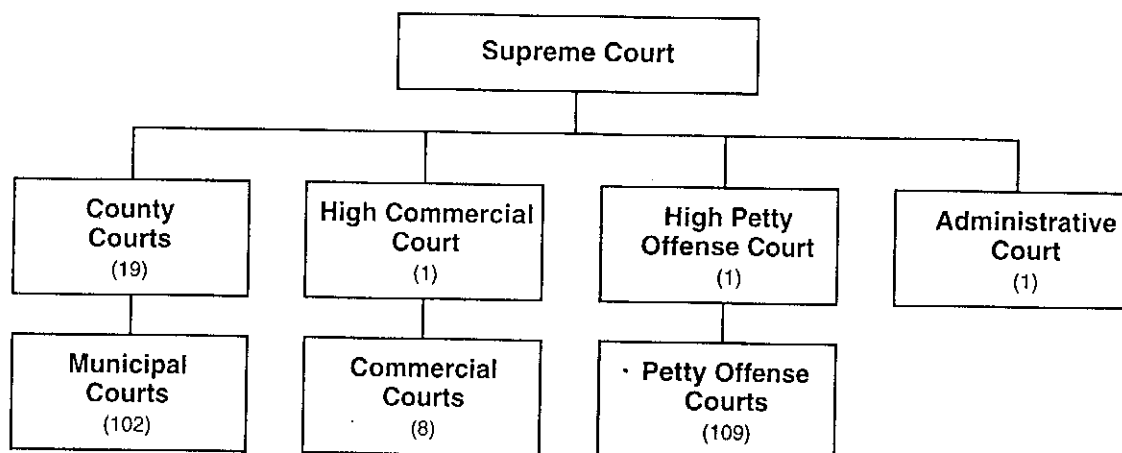 Supreme Court
County
Courts
(19)
High Commercial
Court
(1)
High Petty
Offense Court
(1)
Administrative
Court
(1)
Municipal
Courts
(102)
Commercial
Courts
(8)
Petty Offense
Courts
(109)